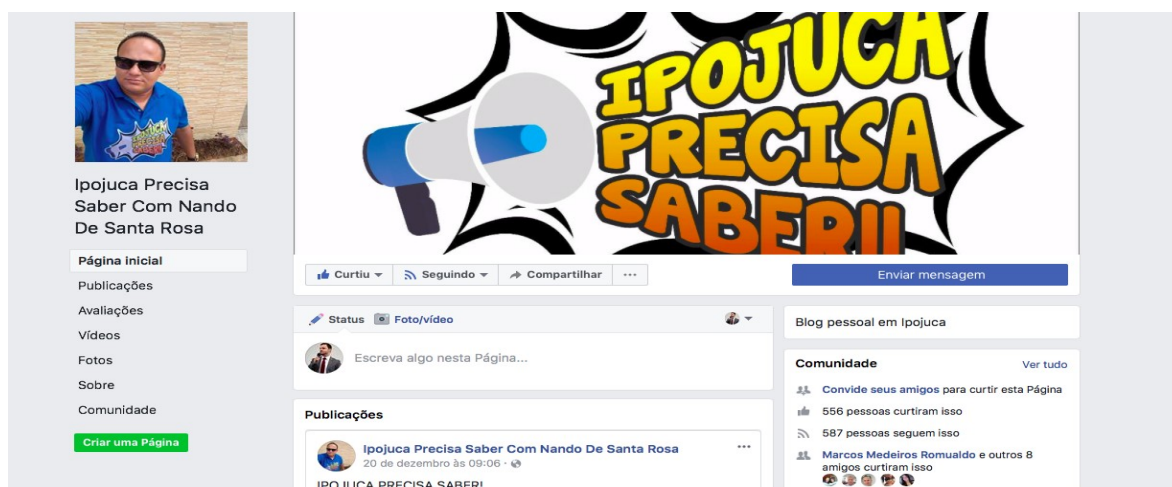 IPOJUCA
PRECISA
SABER!!
IPOJUCA
PRECISA
SABER
Ipojuca Precisa
Saber Com Nando
De Santa Rosa
Página inicial
Publicações
Avaliações
Vídeos
Fotos
Sobre
Comunidade
Criar uma Página
Curtiu
Seguindo
Compartilhar
Enviar mensagem
Status
Foto/vídeo
Escreva algo nesta Página...
Publicações
Ipojuca Precisa Saber Com Nando De Santa Rosa
20 de dezembro às 09:06
IPOJUCA PRECISA SABER!
Blog pessoal em Ipojuca
Comunidade
Ver tudo
Convide seus amigos para curtir esta Página
556 pessoas curtiram isso
587 pessoas seguem isso
Marcos Medeiros Romualdo e outros 8
amigos curtiram isso